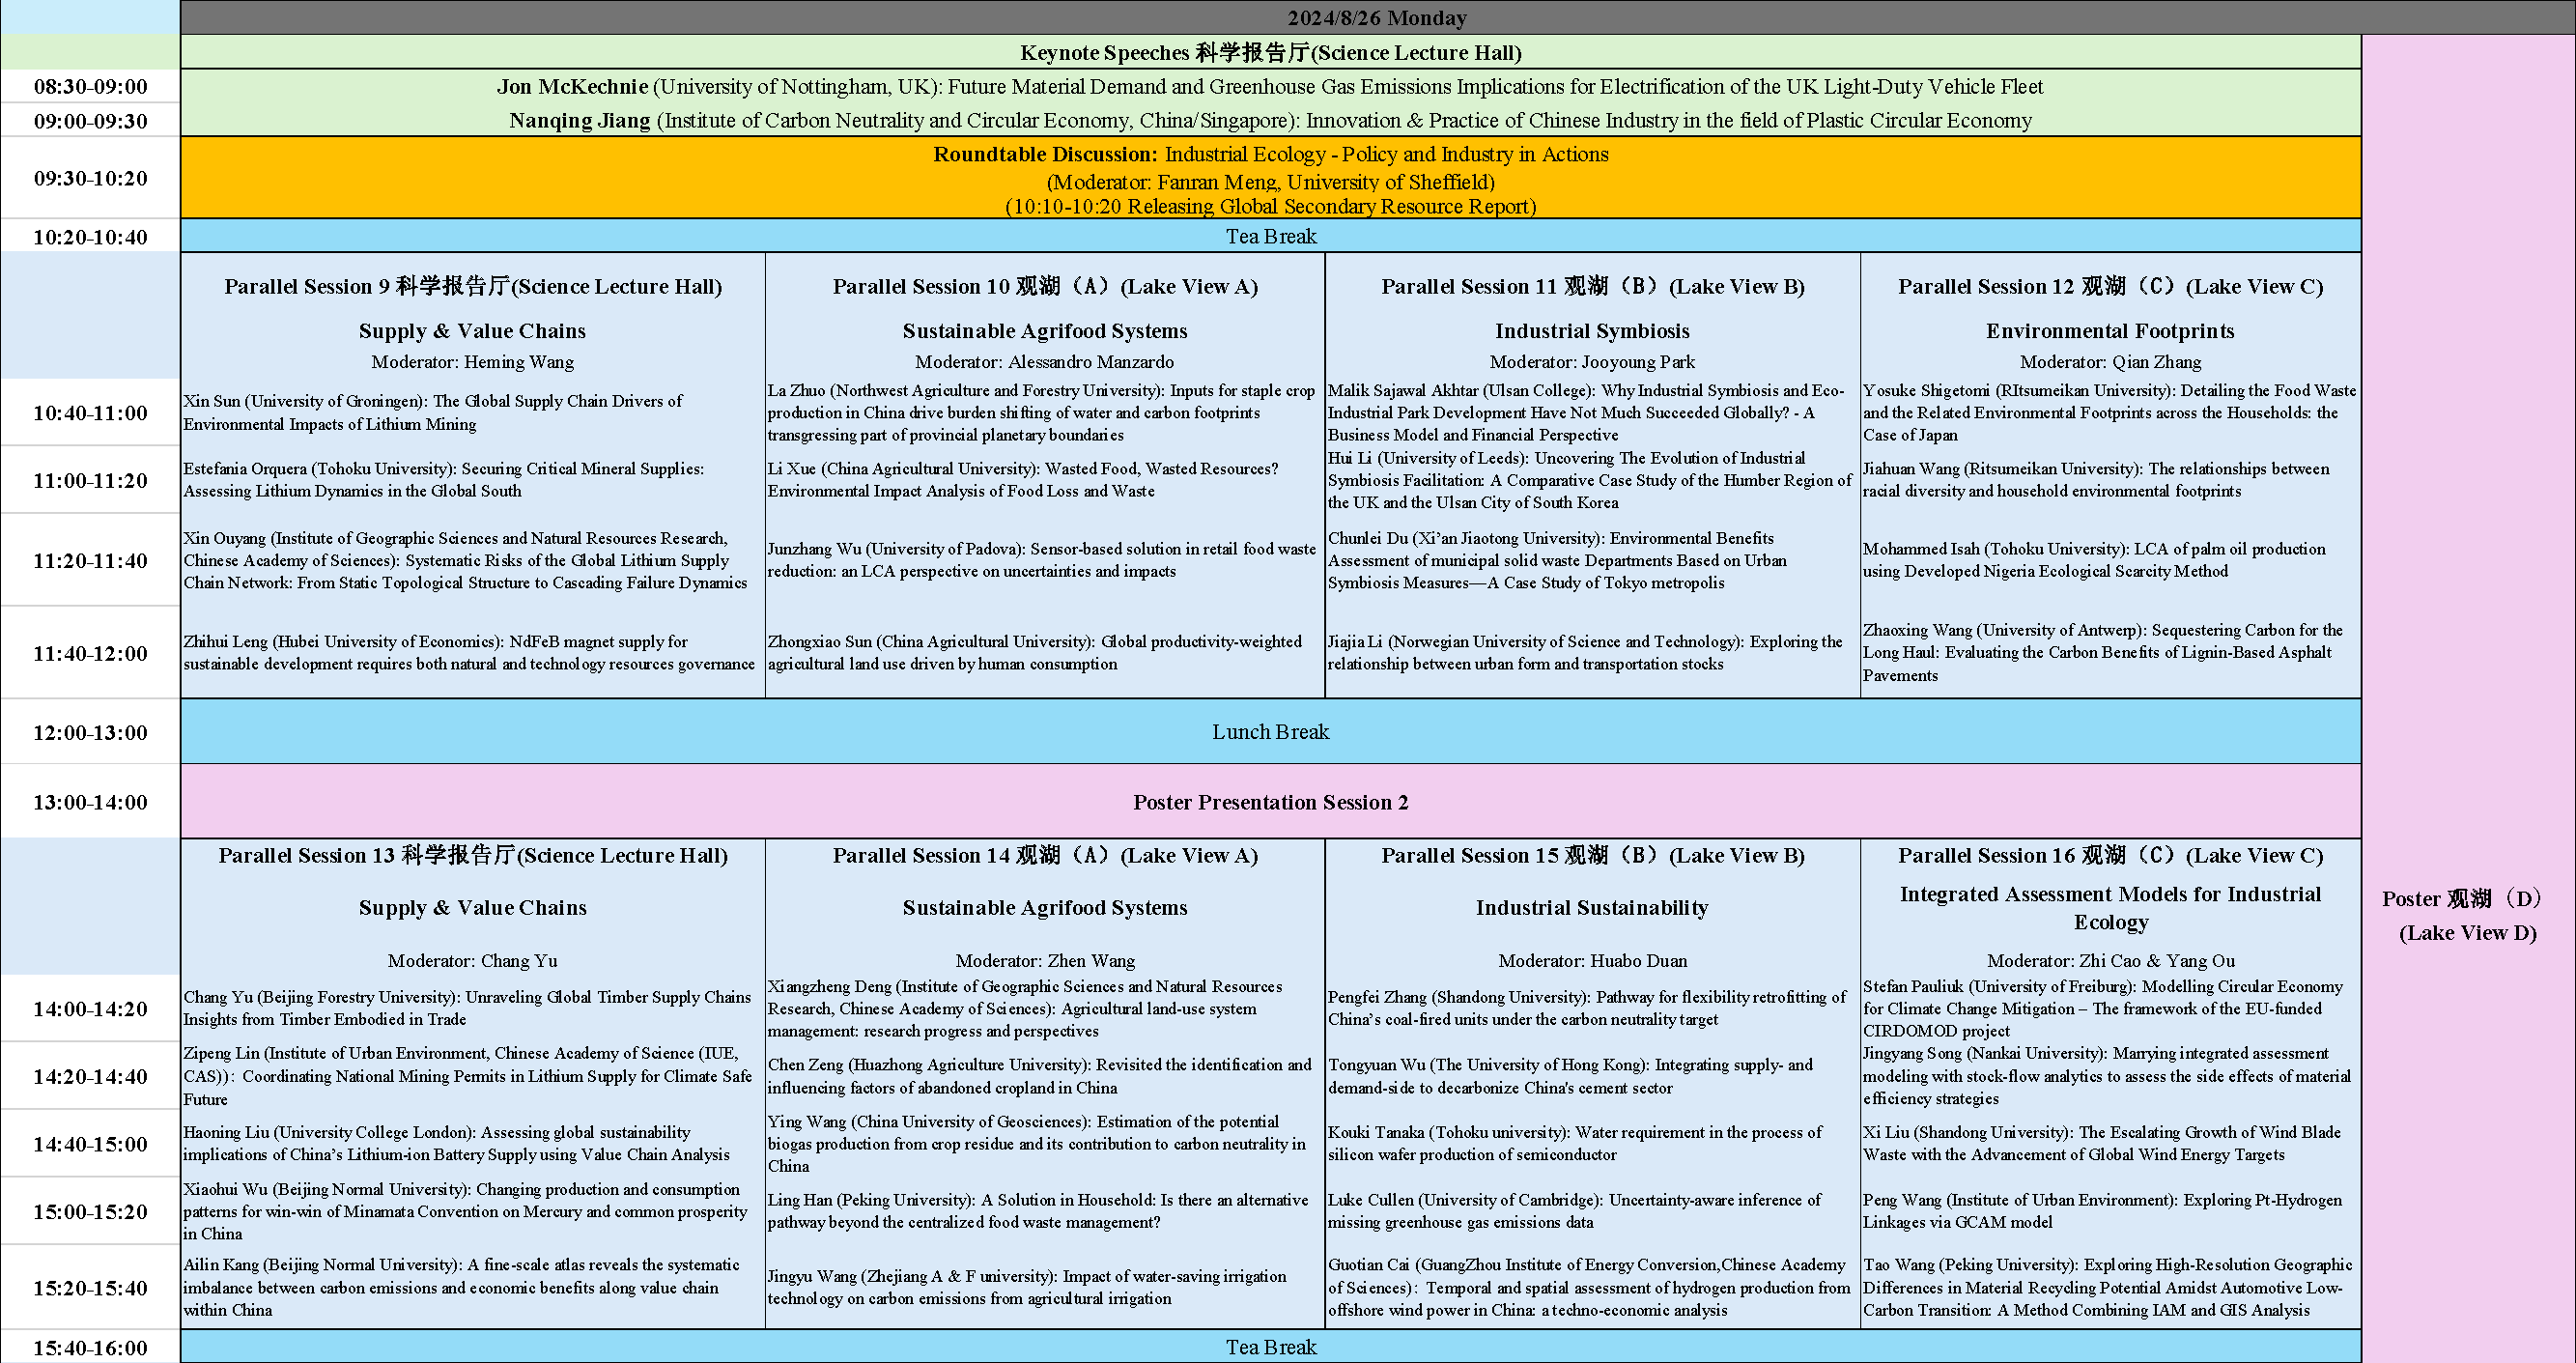 2024/8/26 Monday
Keynote Speeches 科学报告厅(Science Lecture Hall)
08:30-09:00
Jon McKechnie (University of Nottingham, UK): Future Material Demand and Greenhouse Gas Emissions Implications for Electrification of the UK Light-Duty Vehicle Fleet
09:00-09:30
Nanqing Jiang (Institute of Carbon Neutrality and Circular Economy, China/Singapore): Innovation & Practice of Chinese Industry in the field of Plastic Circular Economy
09:30-10:20
Roundtable Discussion: Industrial Ecology - Policy and Industry in Actions
(Moderator: Fanran Meng, University of Sheffield)
(10:10-10:20 Releasing Global Secondary Resource Report)
10:20-10:40
Tea Break
Parallel Session 9 科学报告厅(Science Lecture Hall)
Supply & Value Chains
Moderator: Heming Wang
Parallel Session 10 观湖（A）(Lake View A)
Sustainable Agrifood Systems
Moderator: Alessandro Manzardo
Parallel Session 11 观湖（B）(Lake View B)
Industrial Symbiosis
Moderator: Jooyoung Park
Parallel Session 12 观湖（C）(Lake View C)
Environmental Footprints
Moderator: Qian Zhang
10:40-11:00
Xin Sun (University of Groningen): The Global Supply Chain Drivers of
Environmental Impacts of Lithium Mining
La Zhuo (Northwest Agriculture and Forestry University): Inputs for staple crop
production in China drive burden shifting of water and carbon footprints
transgressing part of provincial planetary boundaries
Malik Sajawal Akhtar (Ulsan College): Why Industrial Symbiosis and Eco-
Industrial Park Development Have Not Much Succeeded Globally? - A
Business Model and Financial Perspective
Yosuke Shigetomi (RItsumeikan University): Detailing the Food Waste
and the Related Environmental Footprints across the Households: the
Case of Japan
11:00-11:20
Estefania Orquera (Tohoku University): Securing Critical Mineral Supplies:
Assessing Lithium Dynamics in the Global South
Li Xue (China Agricultural University): Wasted Food, Wasted Resources?
Environmental Impact Analysis of Food Loss and Waste
Hui Li (University of Leeds): Uncovering The Evolution of Industrial
Symbiosis Facilitation: A Comparative Case Study of the Humber Region of
the UK and the Ulsan City of South Korea
Jiahuan Wang (Ritsumeikan University): The relationships between
racial diversity and household environmental footprints
11:20-11:40
Xin Ouyang (Institute of Geographic Sciences and Natural Resources Research,
Chinese Academy of Sciences): Systematic Risks of the Global Lithium Supply
Chain Network: From Static Topological Structure to Cascading Failure Dynamics
Junzhang Wu (University of Padova): Sensor-based solution in retail food waste
reduction: an LCA perspective on uncertainties and impacts
Chunlei Du (Xi’an Jiaotong University): Environmental Benefits
Assessment of municipal solid waste Departments Based on Urban
Symbiosis Measures—A Case Study of Tokyo metropolis
Mohammed Isah (Tohoku University): LCA of palm oil production
using Developed Nigeria Ecological Scarcity Method
11:40-12:00
Zhihui Leng (Hubei University of Economics): NdFeB magnet supply for
sustainable development requires both natural and technology resources governance
Zhongxiao Sun (China Agricultural University): Global productivity-weighted
agricultural land use driven by human consumption
Jiajia Li (Norwegian University of Science and Technology): Exploring the
relationship between urban form and transportation stocks
Zhaoxing Wang (University of Antwerp): Sequestering Carbon for the
Long Haul: Evaluating the Carbon Benefits of Lignin-Based Asphalt
Pavements
12:00-13:00
Lunch Break
13:00-14:00
Poster Presentation Session 2
Parallel Session 13 科学报告厅(Science Lecture Hall)
Supply & Value Chains
Moderator: Chang Yu
Parallel Session 14 观湖（A）(Lake View A)
Sustainable Agrifood Systems
Moderator: Zhen Wang
Parallel Session 15 观湖（B）(Lake View B)
Industrial Sustainability
Moderator: Huabo Duan
Parallel Session 16 观湖（C）(Lake View C)
Integrated Assessment Models for Industrial
Ecology
Moderator: Zhi Cao & Yang Ou
Poster 观湖（D）
(Lake View D)
14:00-14:20
Chang Yu (Beijing Forestry University): Unraveling Global Timber Supply Chains
Insights from Timber Embodied in Trade
Xiangzheng Deng (Institute of Geographic Sciences and Natural Resources
Research, Chinese Academy of Sciences): Agricultural land-use system
management: research progress and perspectives
Pengfei Zhang (Shandong University): Pathway for flexibility retrofitting of
China’s coal-fired units under the carbon neutrality target
Stefan Pauliuk (University of Freiburg): Modelling Circular Economy
for Climate Change Mitigation – The framework of the EU-funded
CIRDOMOD project
14:20-14:40
Zipeng Lin (Institute of Urban Environment, Chinese Academy of Science (IUE,
CAS)）: Coordinating National Mining Permits in Lithium Supply for Climate Safe
Future
Chen Zeng (Huazhong Agriculture University): Revisited the identification and
influencing factors of abandoned cropland in China
Tongyuan Wu (The University of Hong Kong): Integrating supply- and
demand-side to decarbonize China's cement sector
Jingyang Song (Nankai University): Marrying integrated assessment
modeling with stock-flow analytics to assess the side effects of material
efficiency strategies
14:40-15:00
Haoning Liu (University College London): Assessing global sustainability
implications of China’s Lithium-ion Battery Supply using Value Chain Analysis
Ying Wang (China University of Geosciences): Estimation of the potential
biogas production from crop residue and its contribution to carbon neutrality in
China
Kouki Tanaka (Tohoku university): Water requirement in the process of
silicon wafer production of semiconductor
Xi Liu (Shandong University): The Escalating Growth of Wind Blade
Waste with the Advancement of Global Wind Energy Targets
15:00-15:20
Xiaohui Wu (Beijing Normal University): Changing production and consumption
patterns for win-win of Minamata Convention on Mercury and common prosperity
in China
Ling Han (Peking University): A Solution in Household: Is there an alternative
pathway beyond the centralized food waste management?
Luke Cullen (University of Cambridge): Uncertainty-aware inference of
missing greenhouse gas emissions data
Peng Wang (Institute of Urban Environment): Exploring Pt-Hydrogen
Linkages via GCAM model
15:20-15:40
Ailin Kang (Beijing Normal University): A fine-scale atlas reveals the systematic
imbalance between carbon emissions and economic benefits along value chain
within China
Jingyu Wang (Zhejiang A & F university): Impact of water-saving irrigation
technology on carbon emissions from agricultural irrigation
Guotian Cai (GuangZhou Institute of Energy Conversion,Chinese Academy
of Sciences)：Temporal and spatial assessment of hydrogen production from
offshore wind power in China: a techno-economic analysis
Tao Wang (Peking University): Exploring High-Resolution Geographic
Differences in Material Recycling Potential Amidst Automotive Low-
Carbon Transition: A Method Combining IAM and GIS Analysis
15:40-16:00
Tea Break